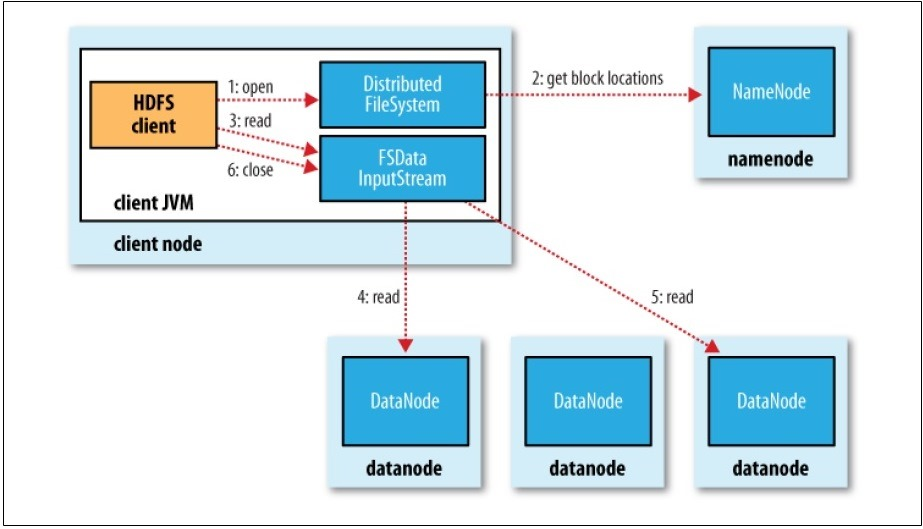 HDFS
client
1: open
3: read
6: close
Distributed
FileSystem
FSData
InputStream
client JVM
client node
2: get block locations
NameNode
namenode
4: read
5: read
DataNode
datanode
DataNode
datanode
DataNode
datanode